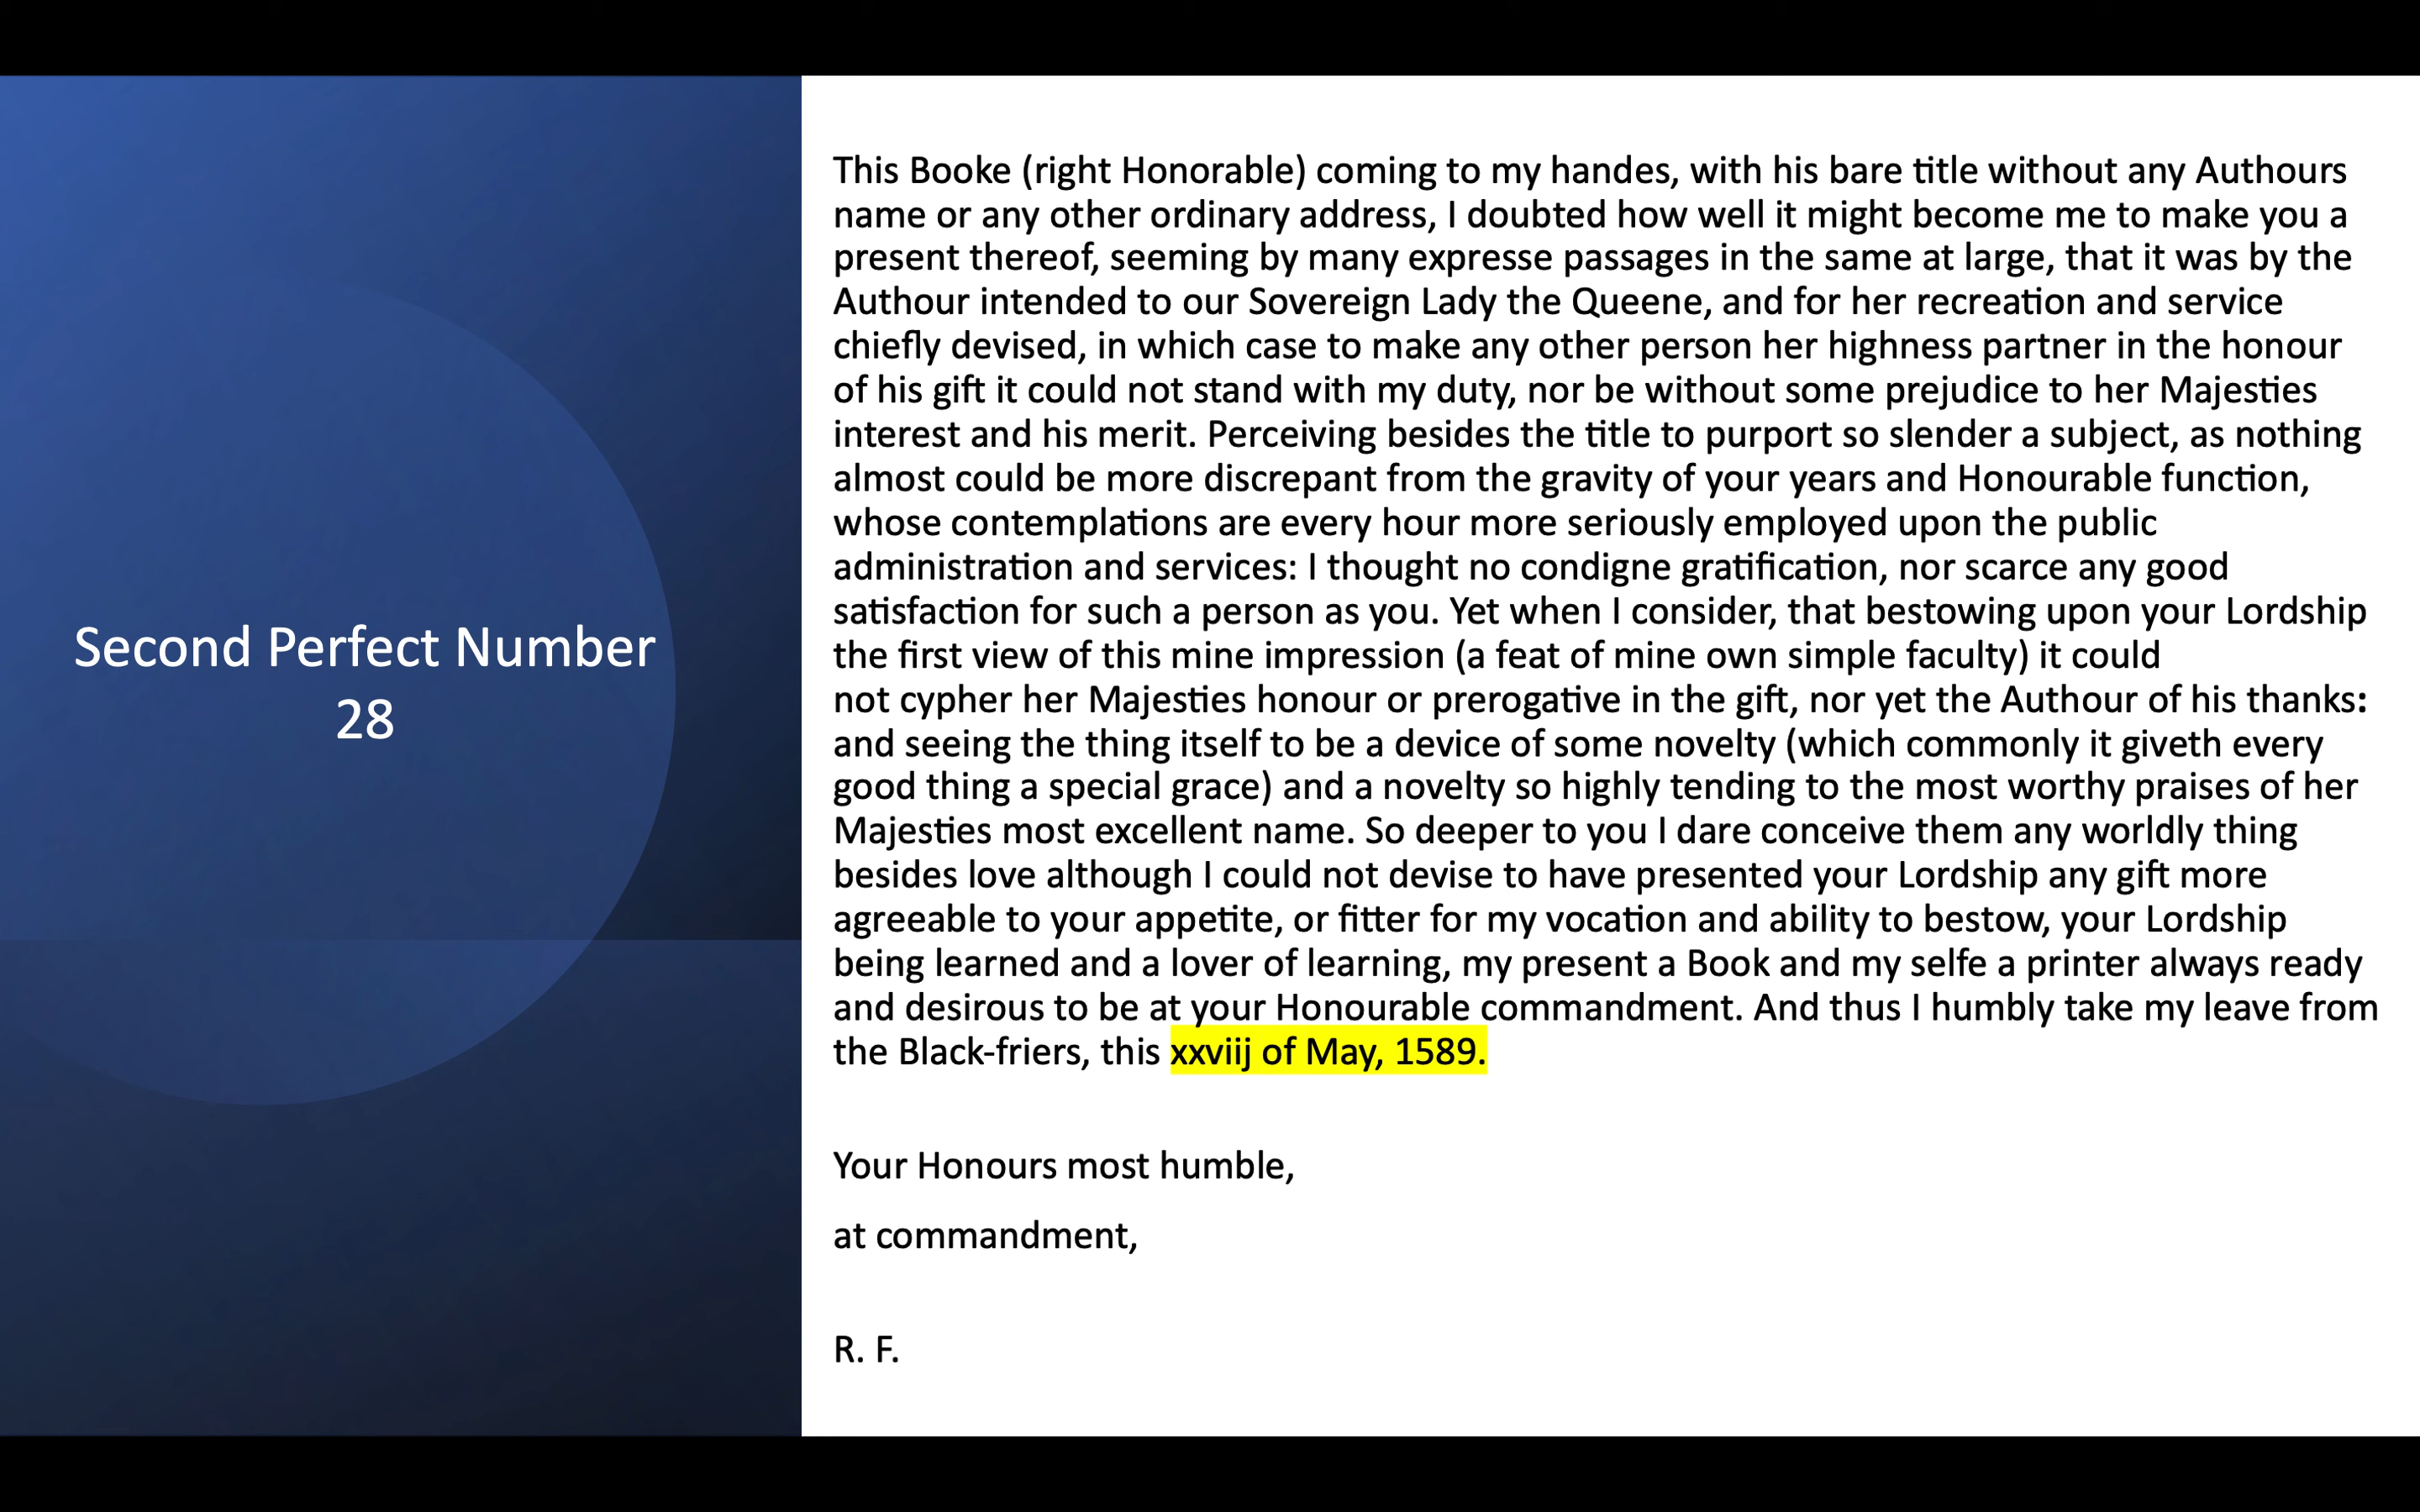 Second Perfect Number
28
This Booke (right Honorable) coming to my handes, with his bare title without any Authours
name or any other ordinary address, I doubted how well it might become me to make you a
present thereof, seeming by many expresse passages in the same at large, that it was by the
Authour intended to our Sovereign Lady the Queene, and for her recreation and service
chiefly devised, in which case to make any other person her highness partner in the honour
of his gift it could not stand with my duty, nor be without some prejudice to her Majesties
interest and his merit. Perceiving besides the title to purport so slender a subject, as nothing
almost could be more discrepant from the gravity of your years and Honourable function,
whose contemplations are every hour more seriously employed upon the public
administration and services: I thought no condigne gratification, nor scarce any good
satisfaction for such a person as you. Yet when I consider, that bestowing upon your Lordship
the first view of this mine impression (a feat of mine own simple faculty) it could
not cypher her Majesties honour or prerogative in the gift, nor yet the Authour of his thanks:
and seeing the thing itself to be a device of some novelty (which commonly it giveth every
good thing a special grace) and a novelty so highly tending to the most worthy praises of her
Majesties most excellent name. So deeper to you I dare conceive them any worldly thing
besides love although I could not devise to have presented your Lordship any gift more
agreeable to your appetite, or fitter for my vocation and ability to bestow, your Lordship
being learned and a lover of learning, my present a Book and my selfe a printer always ready
and desirous to be at your Honourable commandment. And thus I humbly take my leave from
the Black-friers, this xxviij of May, 1589.
Your Honours most humble,
at commandment,
R. F.